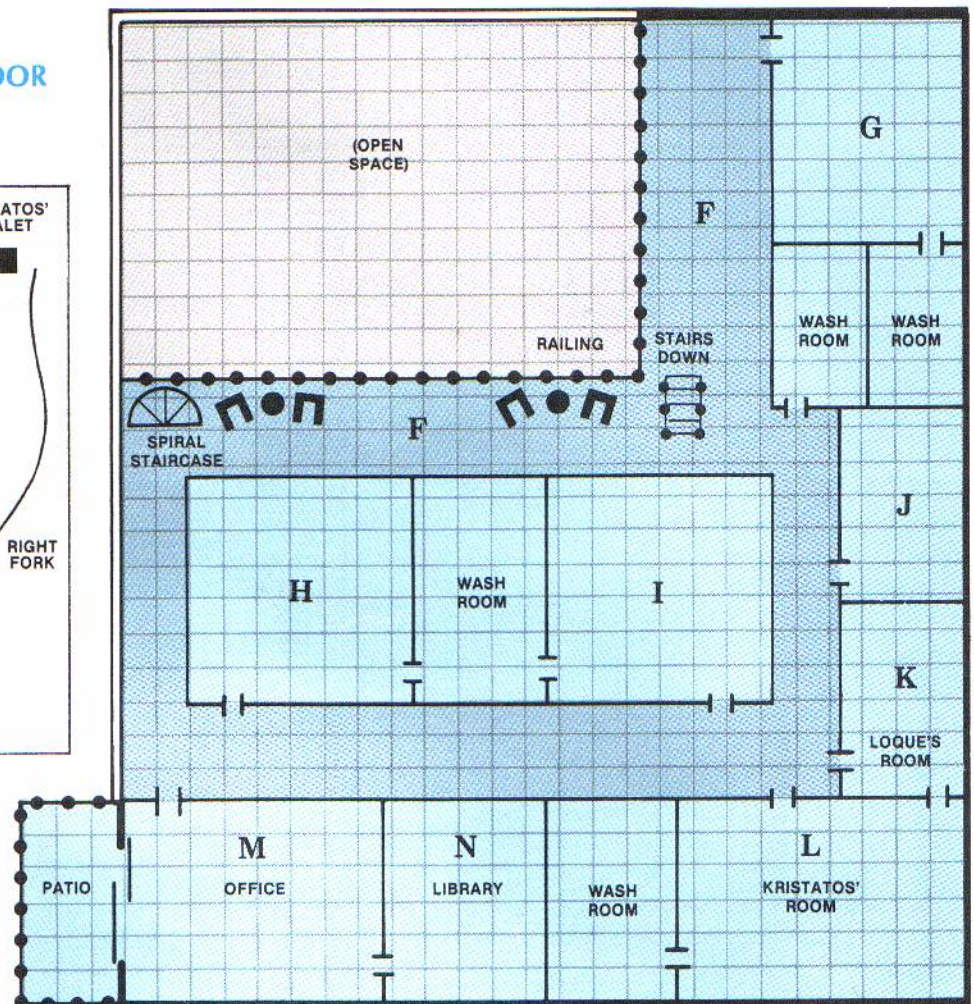 OOR
(OPEN
SPACE)
G
F
ATOS'
ALET
WASH
ROOM
WASH
ROOM
RAILING
STAIRS
DOWN
F
SPIRAL
STAIRCASE
RIGHT
FORK
H
WASH
ROOM
I
J
K
LOQUE'S
ROOM
M
OFFICE
N
LIBRARY
WASH
ROOM
L
KRISTATOS'
ROOM
PATIO